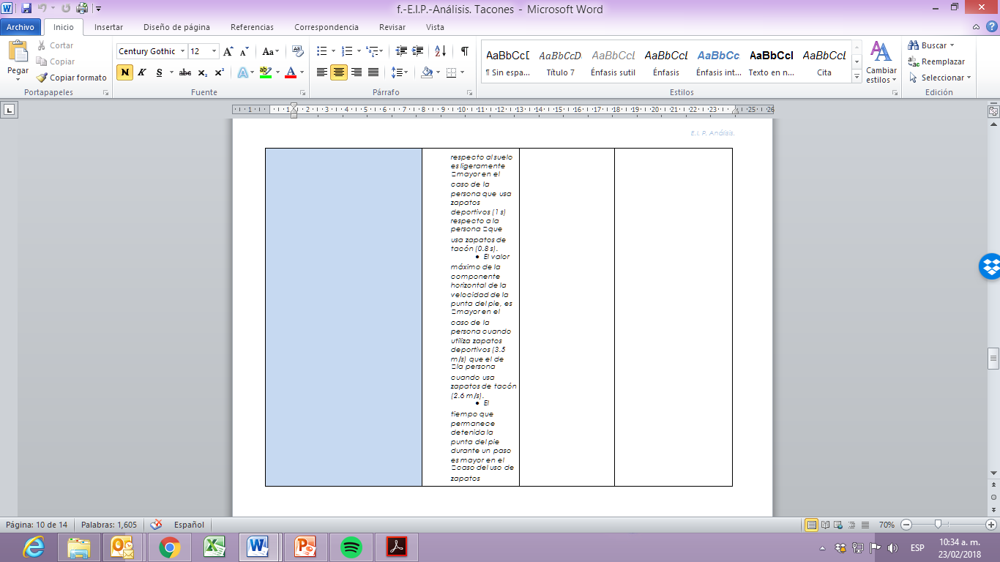 f.-E.I.P.-Análisis. Tacones - Microsoft Word
Archivo Inicio Insertar Diseño de página Referencias Correspondencia Revisar Vista
Pegar
Cortar
Copiar
Copiar formato
Portapapeles
Century Gothic 12
Fuente
Párrafo
AaBbCcD AaBbCcDc AaBbCcL AaBbCcL AaBbCc AaBbCcI AaBbCcL
¶ Sin espa... Título 7 Énfasis sutil Énfasis Énfasis int... Texto en n... Cita
Estilos
Cambiar estilos
Buscar
Reemplazar
Seleccionar
Edición
1 1 2 3 4 5 6 7 8 9 10 11 12 13 14 15 16 17 18 19 20 21 22 23 25 26
E.I. P. Análisis.
respecto al suelo
es ligeramente
mayor en el
caso de la
persona que usa
zapatos
deportivos (1 s)
respecto a la
persona que
usa zapatos de
tacón (0.8 s).
• El valor
máximo de la
componente
horizontal de la
velocidad de la
punta del pie, es
mayor en el
caso de la
persona cuando
utiliza zapatos
deportivos (3.5
m/s) que el de
la persona
cuando usa
zapatos de tacón
(2.6 m/s).
• El
tiempo que
permanece
detenida la
punta del pie
durante un paso
es mayor en el
caso del uso de
zapatos
Página: 10 de 14 Palabras: 1,605 Español 70%
ESP
10:34 a. m.
23/02/2018